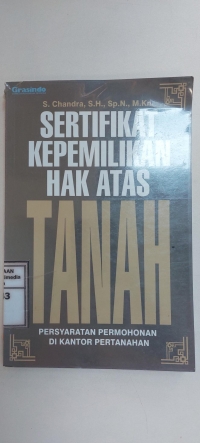 Grasindo
S. Chandra, S.H., Sp.N., M.Kn.
SERTIFIKAT
KEPEMILIKAN
HAK ATAS
TANAH
PERSYARATAN PERMOHONAN
DI KANTOR PERTANAHAN